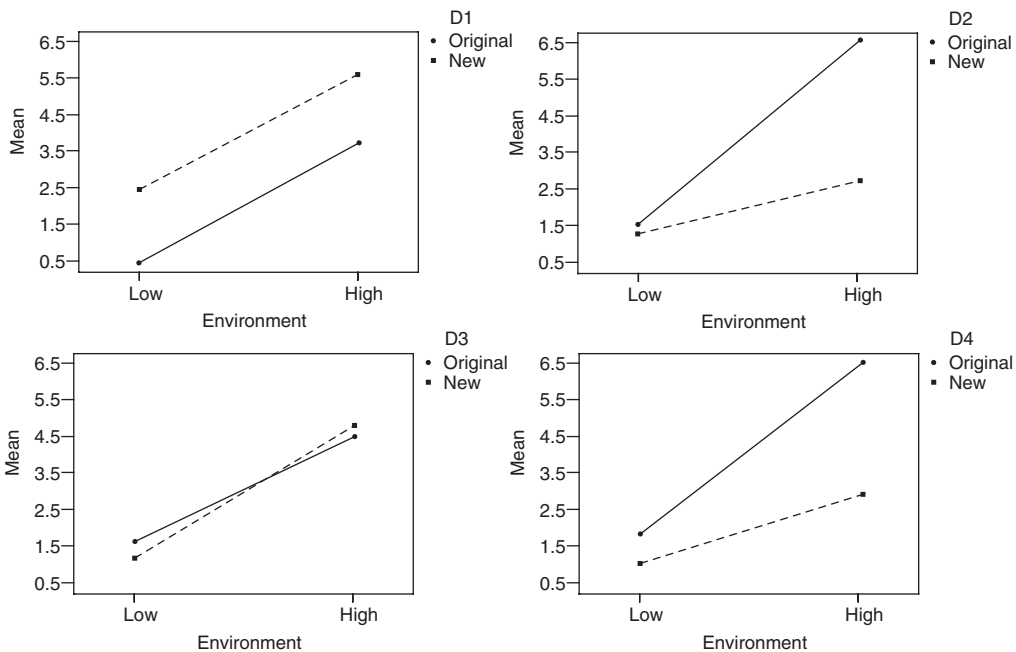 D1
Original
New
6.5
5.5
4.5
3.5
2.5
1.5
0.5
Mean
Low High
Environment
D2
Original
New
6.5
5.5
4.5
3.5
2.5
1.5
0.5
Mean
Low High
Environment
D3
Original
New
6.5
5.5
4.5
3.5
2.5
1.5
0.5
Mean
Low High
Environment
D4
Original
New
6.5
5.5
4.5
3.5
2.5
1.5
0.5
Mean
Low High
Environment